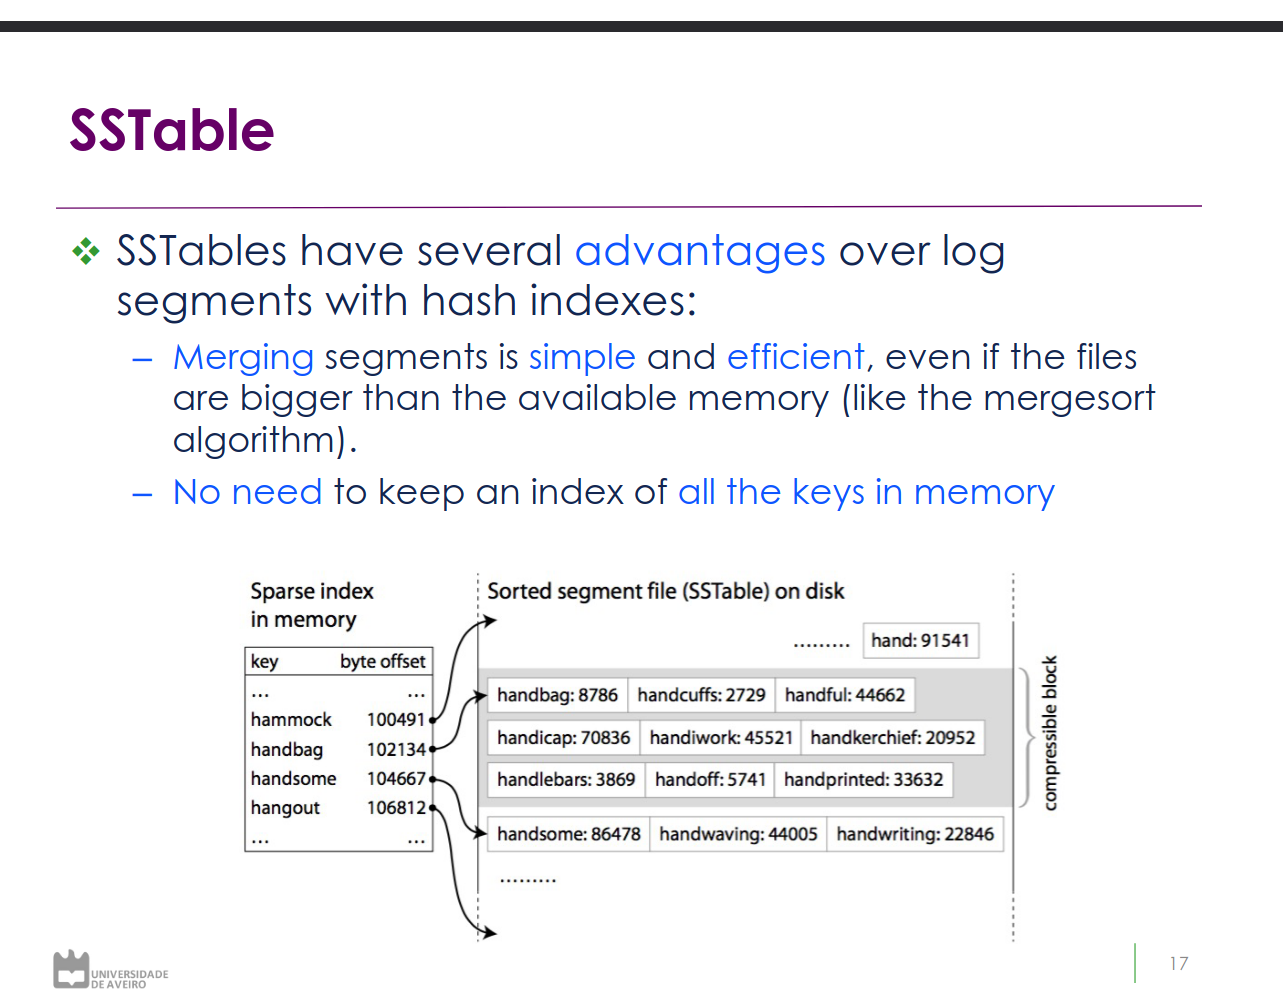 SSTable
❖ SSTables have several advantages over log
segments with hash indexes:
– Merging segments is simple and efficient, even if the files
are bigger than the available memory (like the mergesort
algorithm).
– No need to keep an index of all the keys in memory
Sparse index
in memory
key byte offset
... ...
hammock 100491
handbag 102134
handsome 104667
hangout 106812
... ...
Sorted segment file (SSTable) on disk
......... hand: 91541
handbag: 8786 handcuffs: 2729 handful: 44662
handicap: 70836 handiwork: 45521 handkerchief: 20952
handlebars: 3869 handoff: 5741 handprinted: 33632
handsome: 86478 handwaving: 44005 handwriting: 22846
.........
compressible block
UNIVERSIDADE
DE AVEIRO
17